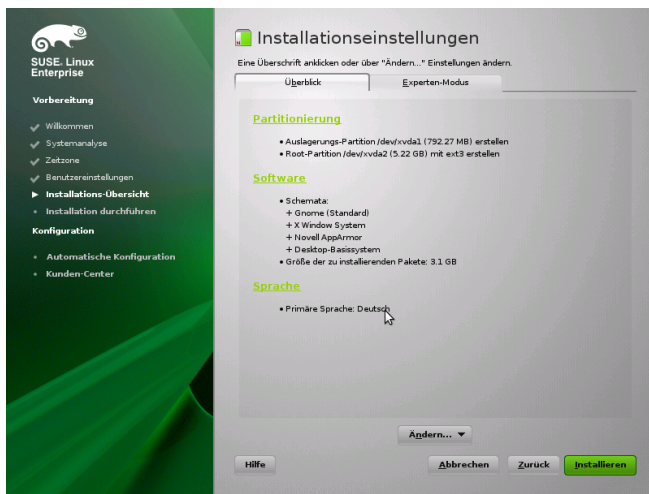 SUSE. Linux
Enterprise
Vorbereitung
Willkommen
Systemanalyse
Zeitzone
Benutzereinstellungen
Installations-Übersicht
Installation durchführen
Konfiguration
Automatische Konfiguration
Kunden-Center
Installationseinstellungen
Eine Überschrift anklicken oder über "Ändern..." Einstellungen ändern.
Überblick
Experten-Modus
Partitionierung
• Auslagerungs-Partition /dev/xvda1 (792.27 MB) erstellen
• Root-Partition /dev/xvda2 (5.22 GB) mit ext3 erstellen
Software
• Schemata:
+ Gnome (Standard)
+ X Window System
+ Novell AppArmor
+ Desktop-Basissystem
• Größe der zu installierenden Pakete: 3.1 GB
Sprache
• Primäre Sprache: Deutsch
Ändern...
Hilfe
Abbrechen
Zurück
Installieren